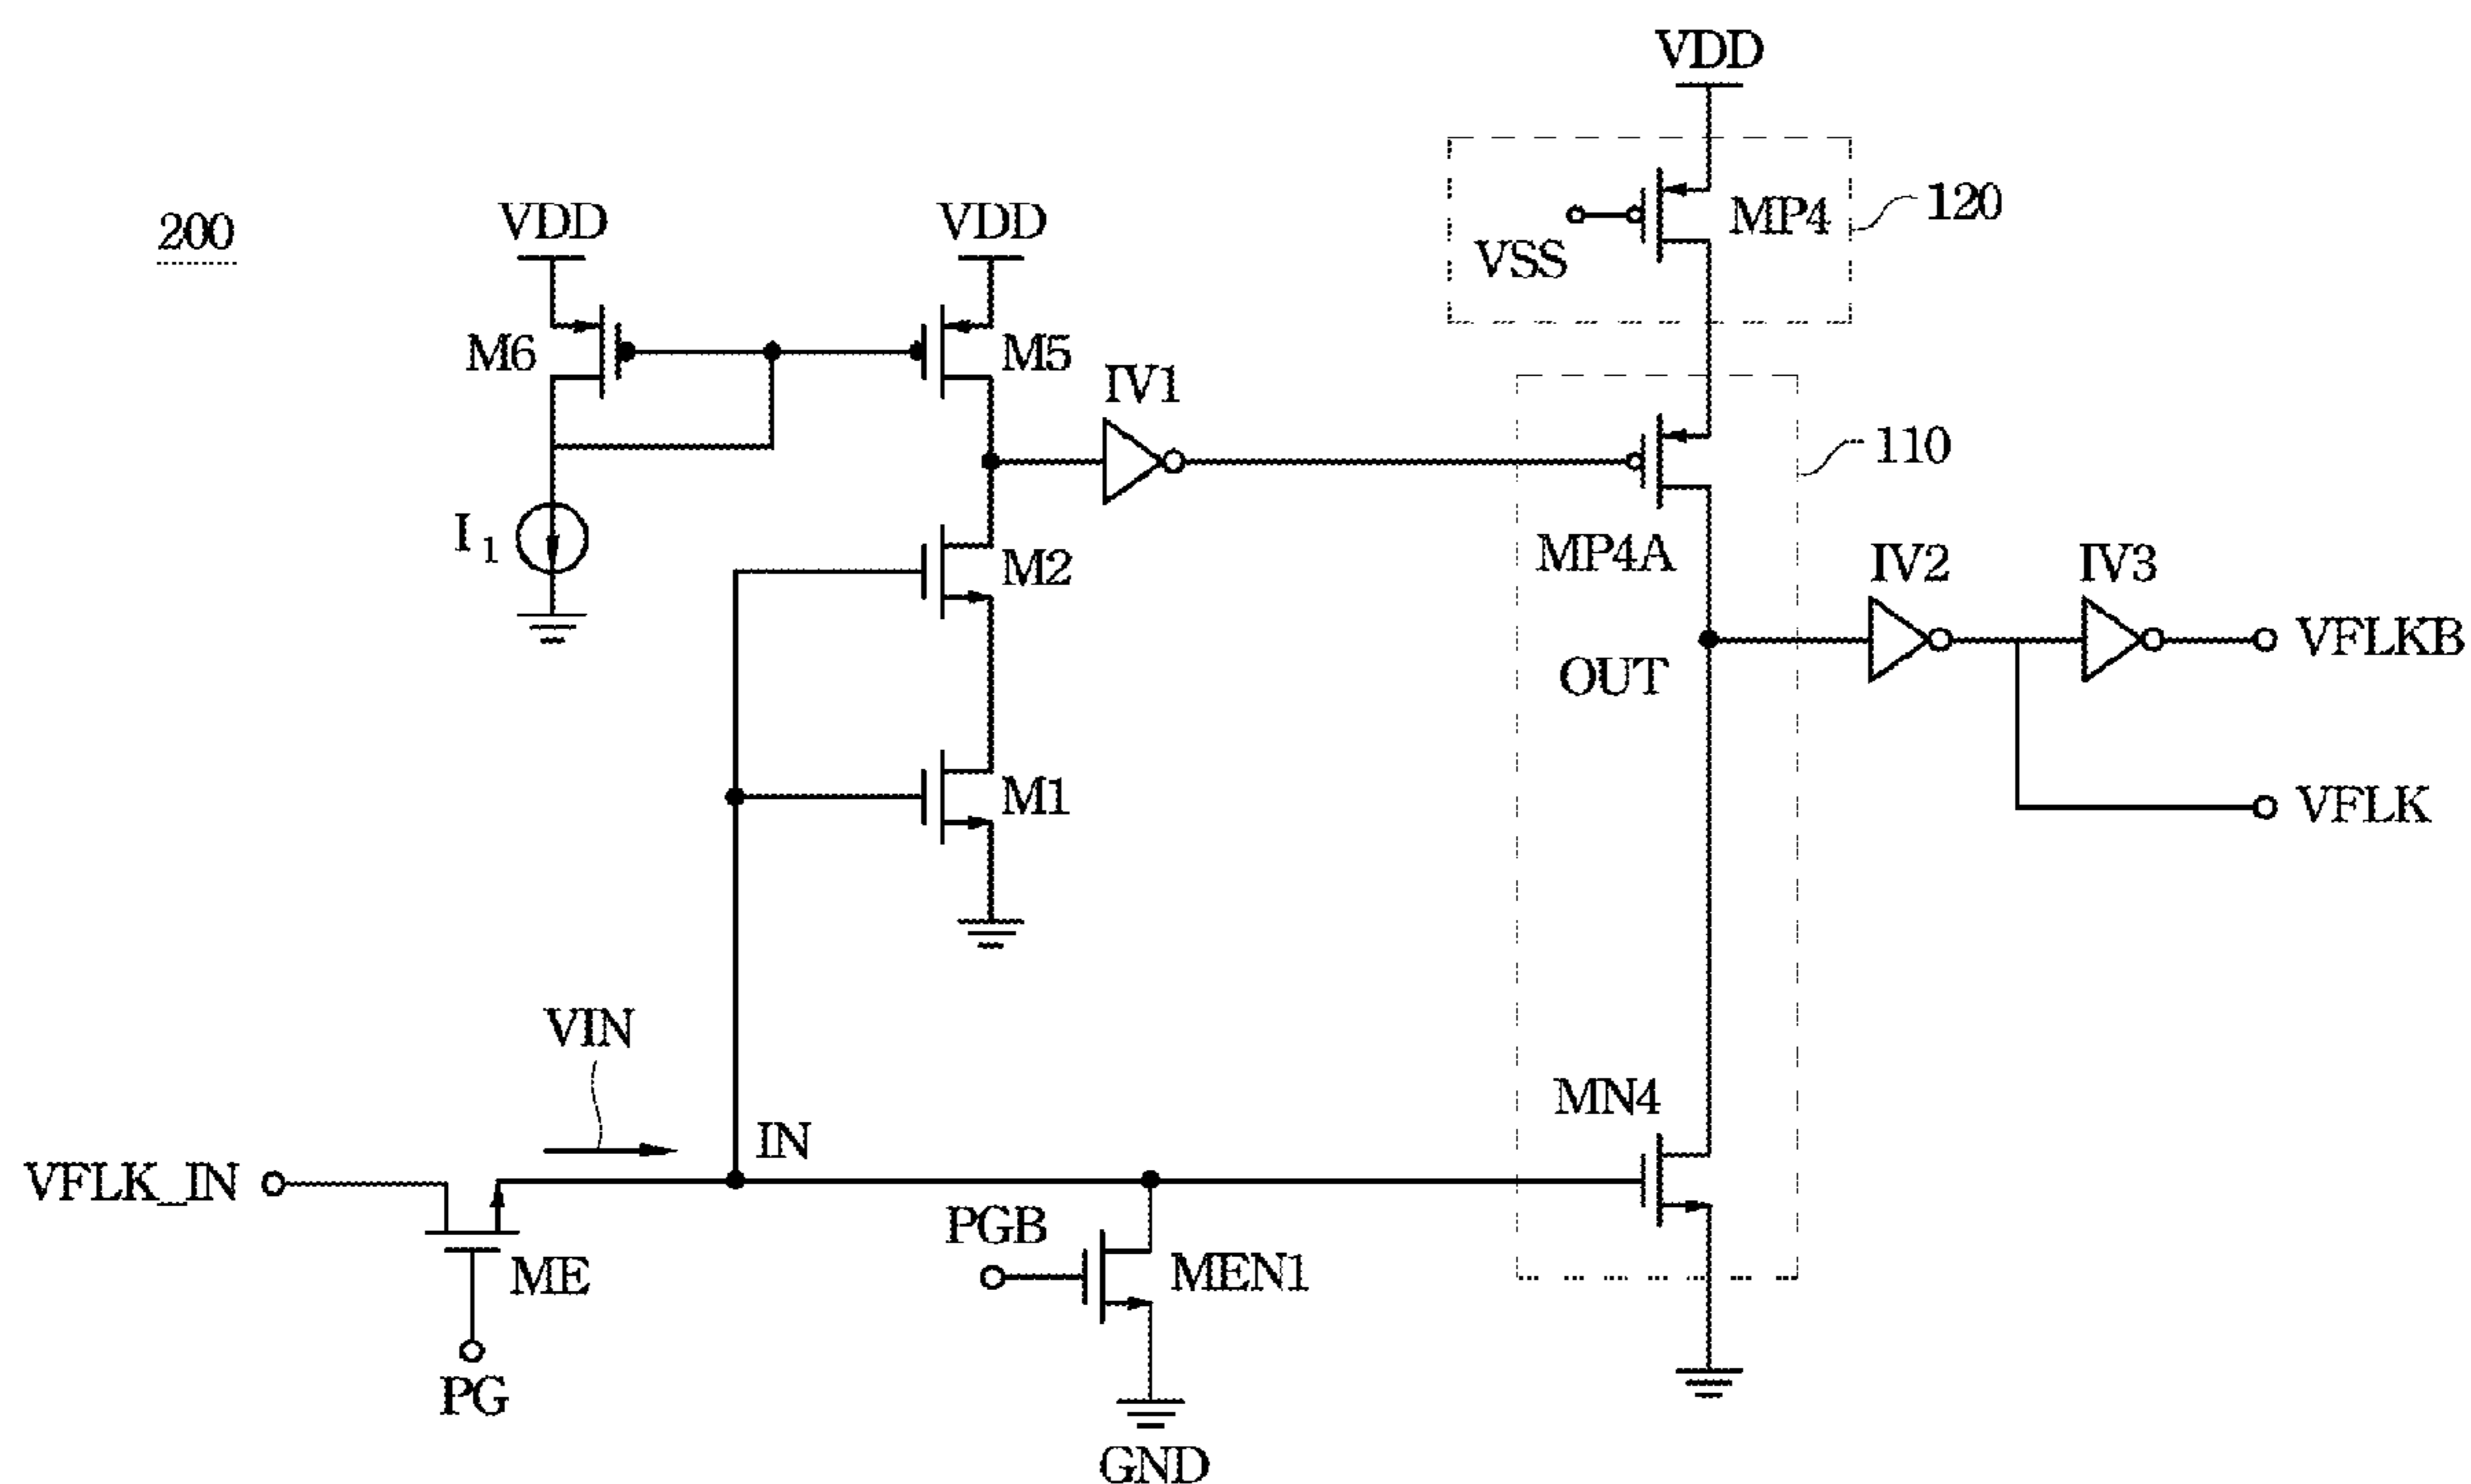 VDD
200
VDD
VDD
MP4
120
VSS
M6
M5
IV1
110
I1
M2
MP4A
IV2
IV3
OUT
VFLKB
M1
VFLK
VIN
MN4
IN
VFLK_IN
PGB
ME
MEN1
PG
GND